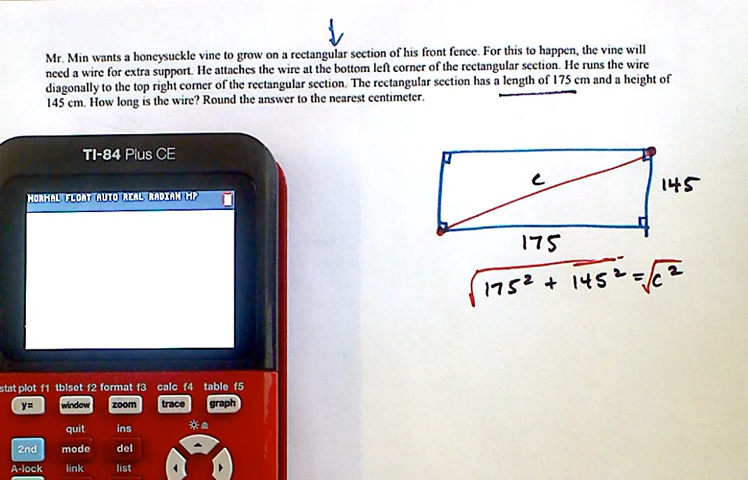 Mr. Min wants a honeysuckle vine to grow on a rectangular section of his front fence. For this to happen, the vine will
need a wire for extra support. He attaches the wire at the bottom left corner of the rectangular section. He runs the wire
diagonally to the top right corner of the rectangular section. The rectangular section has a length of 175 cm and a height of
145 cm. How long is the wire? Round the answer to the nearest centimeter.
TI-84 Plus CE
NORMAL FLOAT AUTO REAL RADIAN MP
c
145
175
√175² + 145² = √c²
stat plot f1 tblset f2 format f3 calc f4 table f5
y= window zoom trace graph
quit ins
2nd mode del
A-lock link list